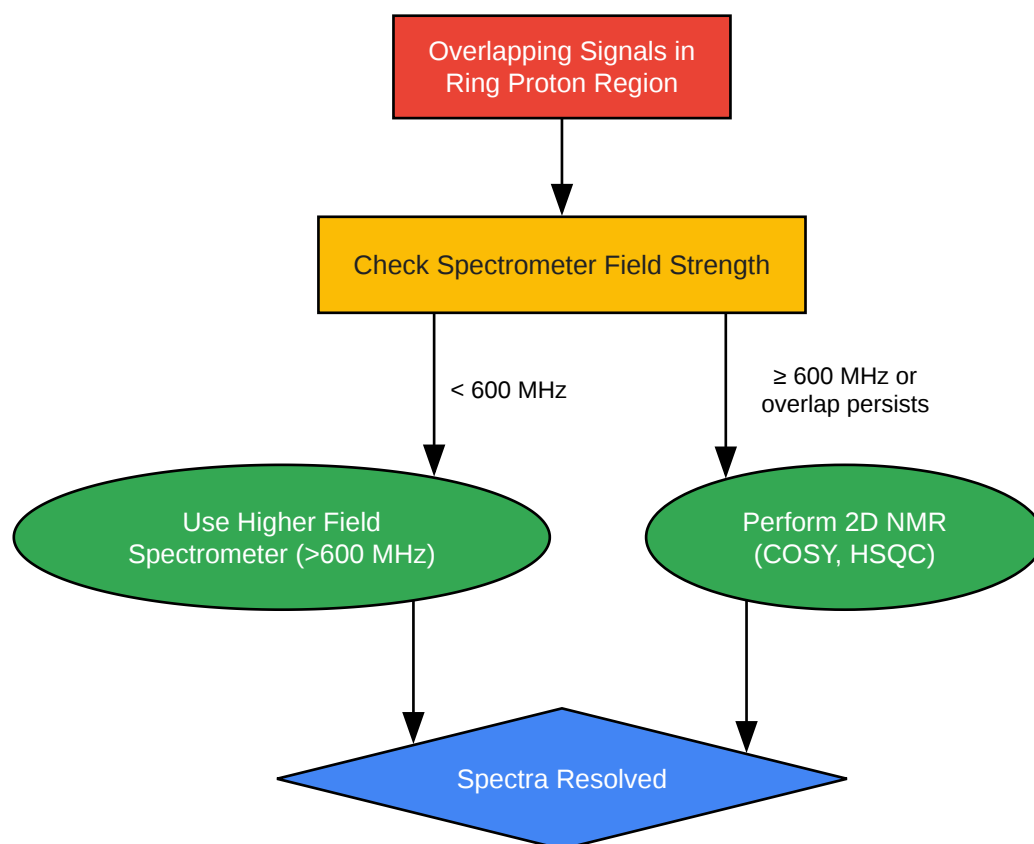 Overlapping Signals in
Ring Proton Region
Check Spectrometer Field Strength
< 600 MHz
≥ 600 MHz or
overlap persists
Use Higher Field
Spectrometer (>600 MHz)
Perform 2D NMR
(COSY, HSQC)
Spectra Resolved